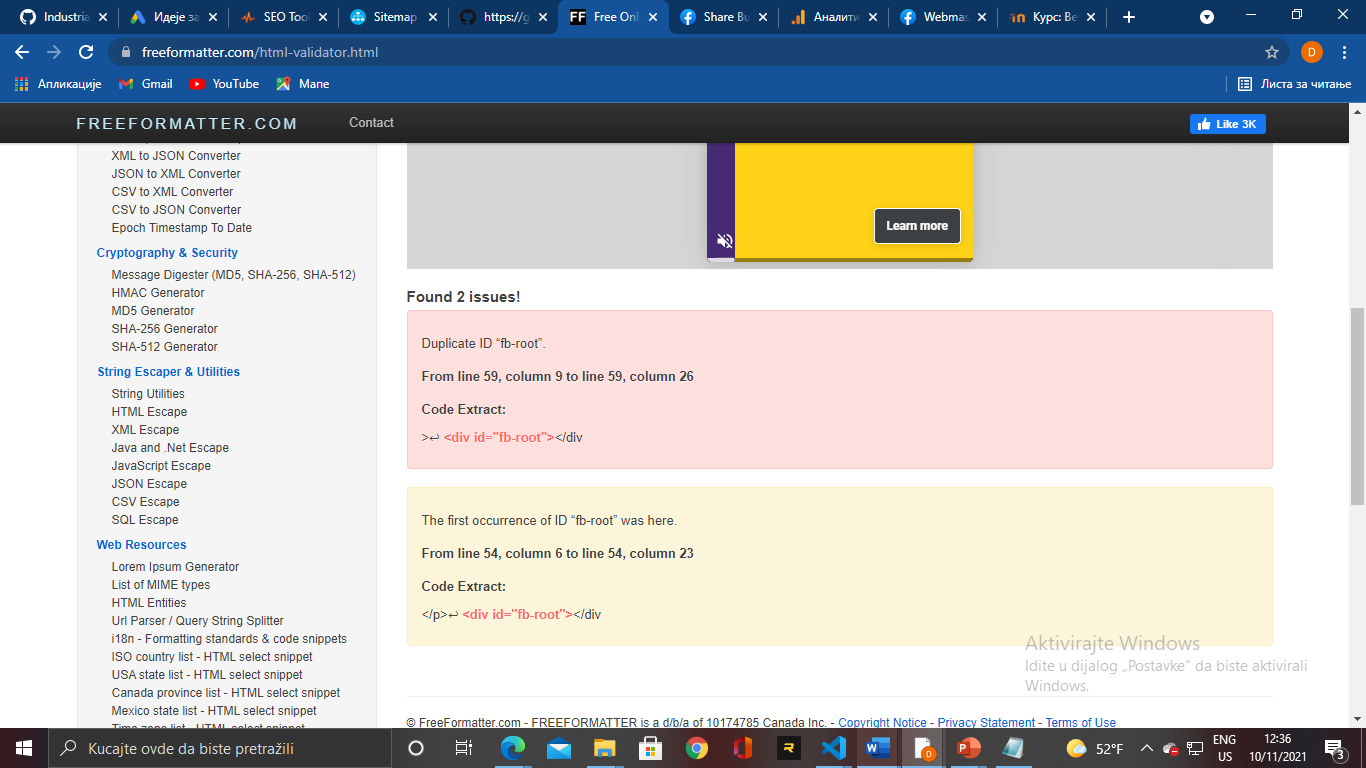 Industria
Идеје за
SEO Tool
Sitemap
https://g
Free Onli
Share Bu
Аналити
Webmas
Курс: Ве
freeformatter.com/html-validator.html
D
Апликације
Gmail
YouTube
Мапе
Листа за читање
FREEFORMATTER.COM
Contact
Like 3K
XML to JSON Converter
JSON to XML Converter
CSV to XML Converter
CSV to JSON Converter
Epoch Timestamp To Date
Cryptography & Security
Message Digester (MD5, SHA-256, SHA-512)
HMAC Generator
MD5 Generator
SHA-256 Generator
SHA-512 Generator
String Escaper & Utilities
String Utilities
HTML Escape
XML Escape
Java and .Net Escape
JavaScript Escape
JSON Escape
CSV Escape
SQL Escape
Web Resources
Lorem Ipsum Generator
List of MIME types
HTML Entities
Url Parser / Query String Splitter
i18n - Formatting standards & code snippets
ISO country list - HTML select snippet
USA state list - HTML select snippet
Canada province list - HTML select snippet
Mexico state list - HTML select snippet
Time zone list - HTML select snippet
Learn more
Found 2 issues!
Duplicate ID “fb-root”.
From line 59, column 9 to line 59, column 26
Code Extract:
>↩ <div id="fb-root"></div
The first occurrence of ID “fb-root” was here.
From line 54, column 6 to line 54, column 23
Code Extract:
</p>↩ <div id="fb-root"></div
Aktivirajte Windows
Idite u dijalog „Postavke“ da biste aktivirali
Windows.
© FreeFormatter.com - FREEFORMATTER is a d/b/a of 10174785 Canada Inc. - Copyright Notice - Privacy Statement - Terms of Use
Kucajte ovde da biste pretražili
52°F
ENG
US
12:36
10/11/2021
3